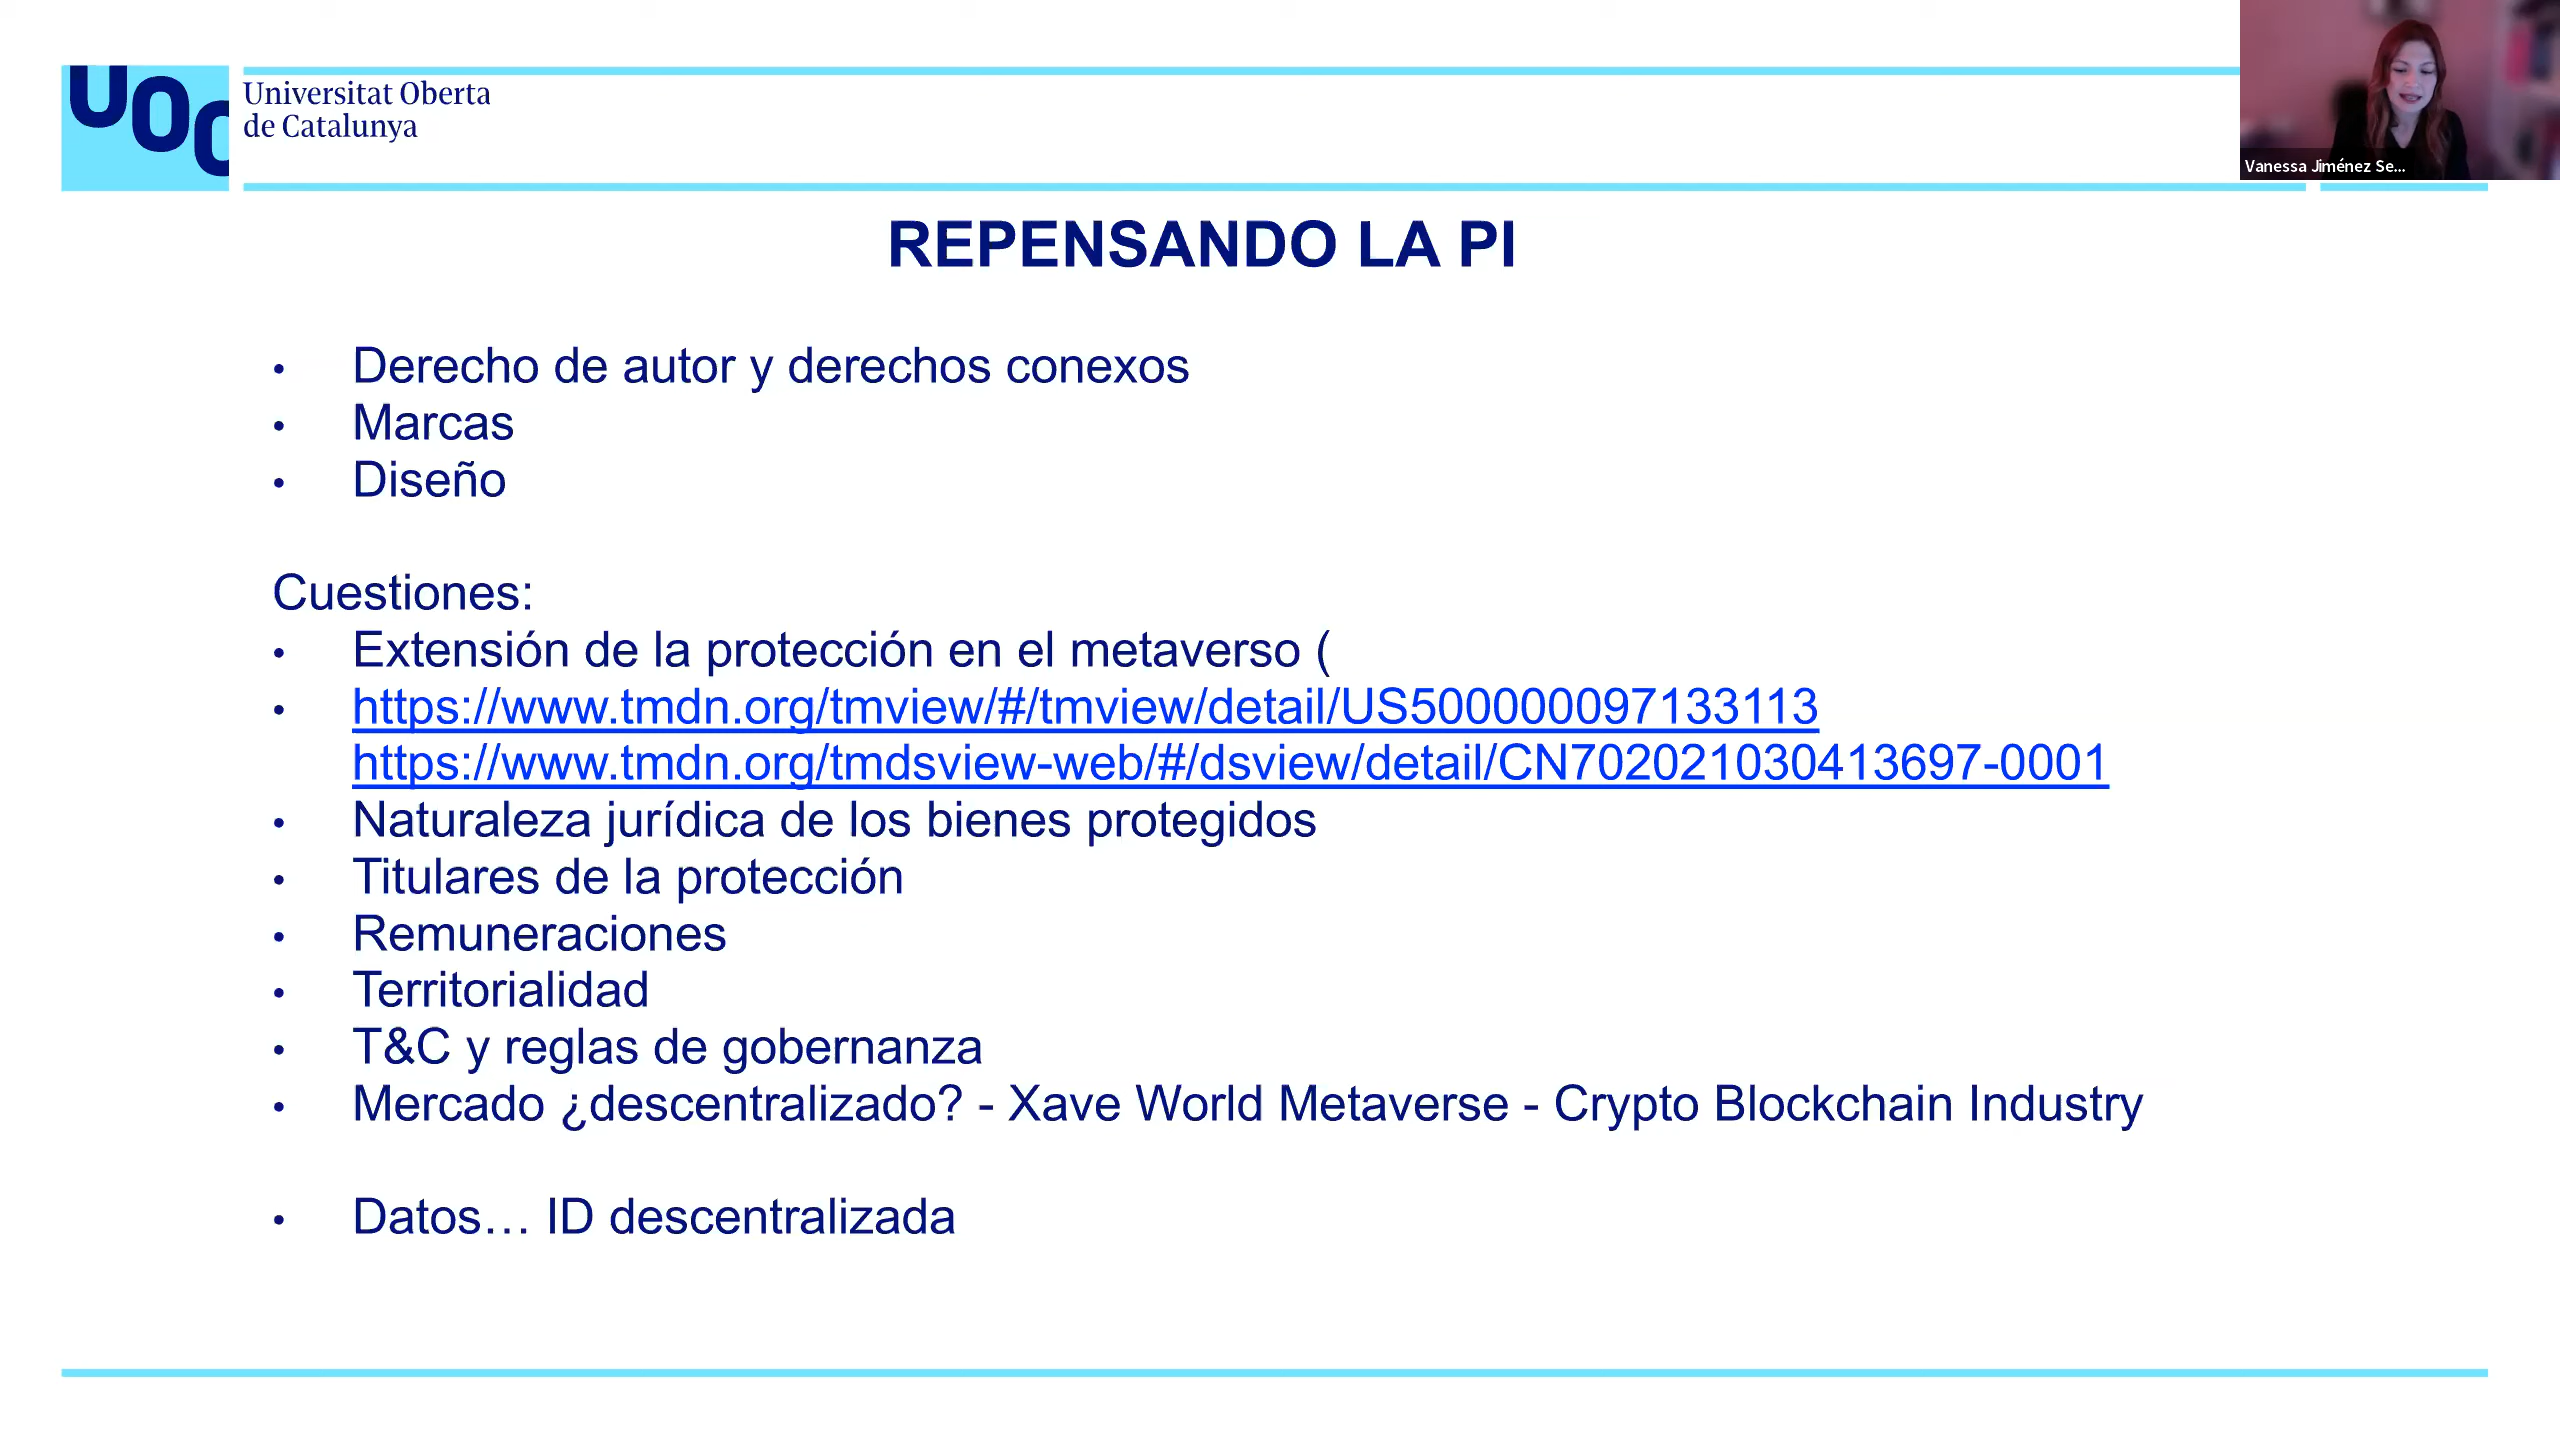 UOC
Universitat Oberta
de Catalunya
Vanessa Jiménez Se...
REPENSANDO LA PI
• Derecho de autor y derechos conexos
• Marcas
• Diseño
Cuestiones:
• Extensión de la protección en el metaverso (
• https://www.tmdn.org/tmview/#/tmview/detail/US500000097133113
https://www.tmdn.org/tmdsview-web/#/dsview/detail/CN702021030413697-0001
• Naturaleza jurídica de los bienes protegidos
• Titulares de la protección
• Remuneraciones
• Territorialidad
• T&C y reglas de gobernanza
• Mercado ¿descentralizado? - Xave World Metaverse - Crypto Blockchain Industry
• Datos… ID descentralizada